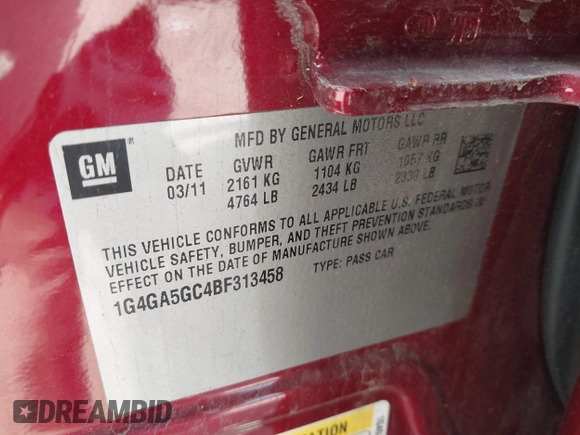 MFD BY GENERAL MOTORS LLC
GM ®
DATE GVWR GAWR FRT GAWR RR
03/11 2161 KG 1104 KG 1057 KG
4764 LB 2434 LB 2330 LB
THIS VEHICLE CONFORMS TO ALL APPLICABLE U.S. FEDERAL MOTOR
VEHICLE SAFETY, BUMPER, AND THEFT PREVENTION STANDARDS IN
EFFECT ON THE DATE OF MANUFACTURE SHOWN ABOVE.
1G4GA5GC4BF313458 TYPE: PASS CAR
DREAMBID